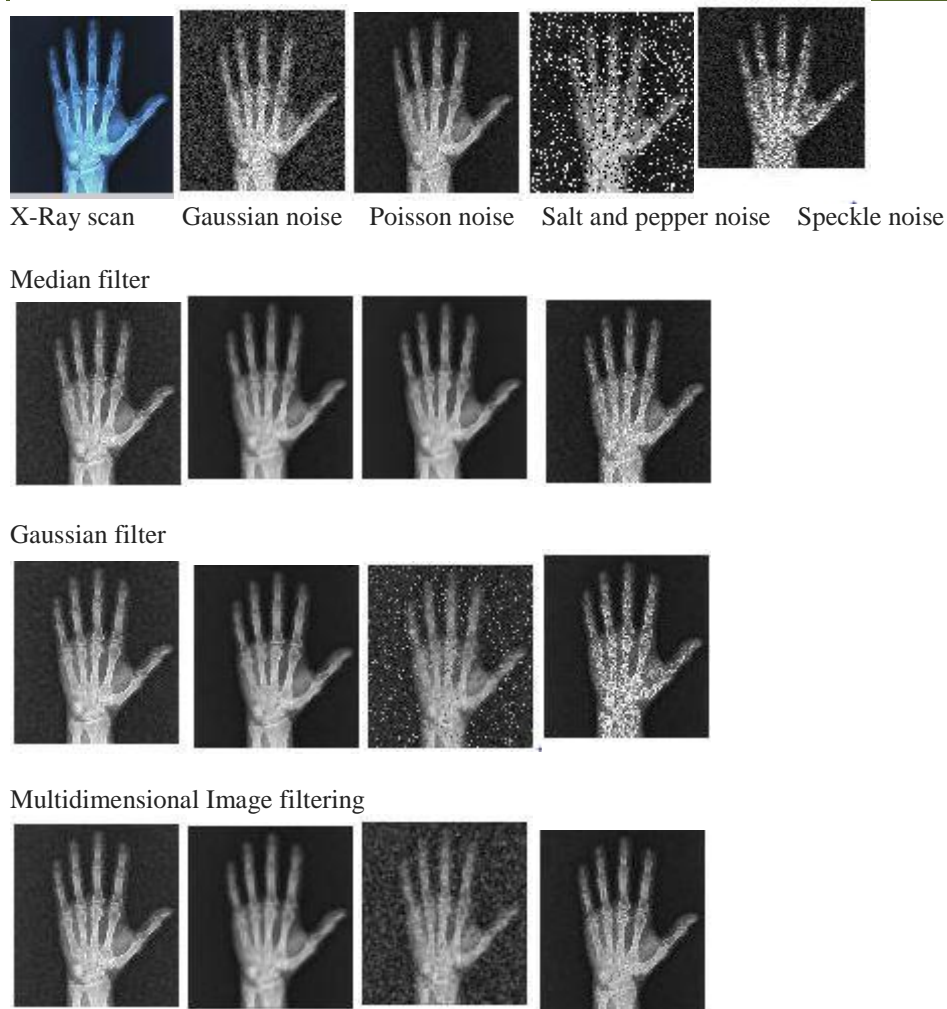 X-Ray scan Gaussian noise Poisson noise Salt and pepper noise Speckle noise
Median filter
Gaussian filter
Multidimensional Image filtering